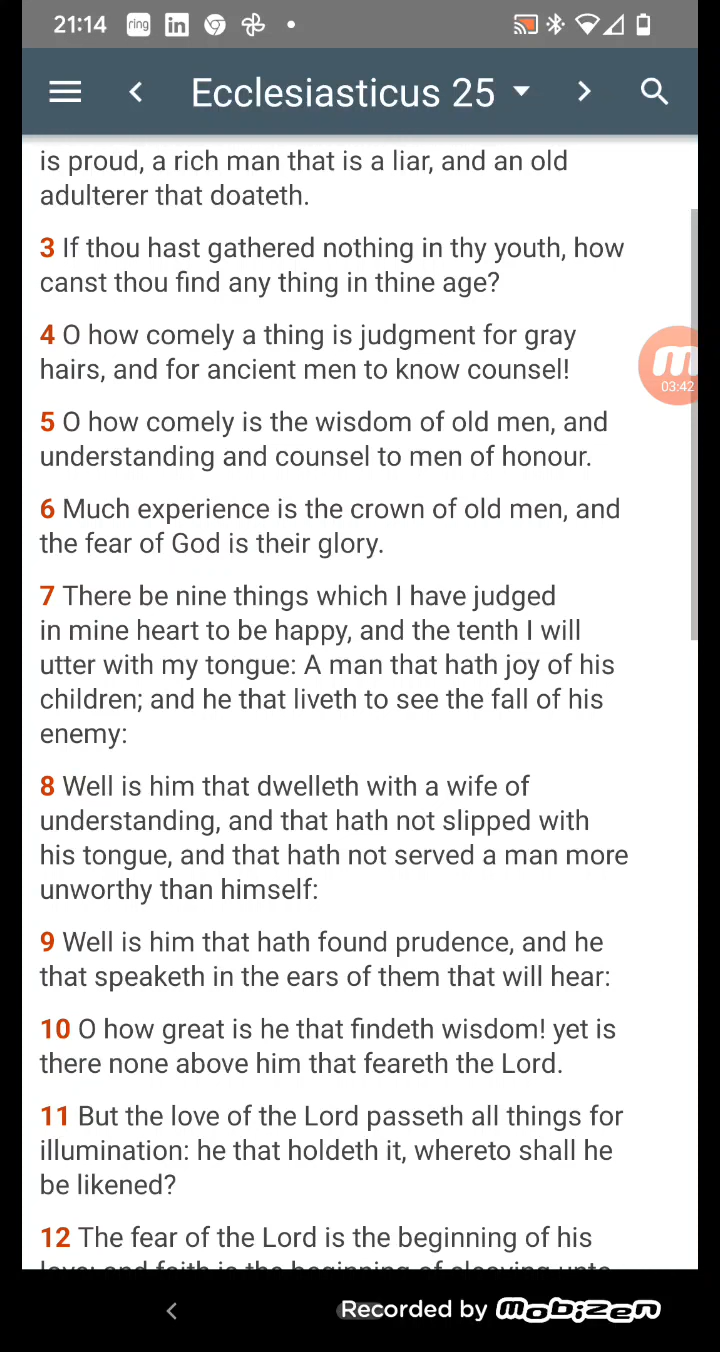 21:14 ring in
Ecclesiasticus 25
is proud, a rich man that is a liar, and an old
adulterer that doateth.
3 If thou hast gathered nothing in thy youth, how
canst thou find any thing in thine age?
4 O how comely a thing is judgment for gray
hairs, and for ancient men to know counsel!
m
03:42
5 O how comely is the wisdom of old men, and
understanding and counsel to men of honour.
6 Much experience is the crown of old men, and
the fear of God is their glory.
7 There be nine things which I have judged
in mine heart to be happy, and the tenth I will
utter with my tongue: A man that hath joy of his
children; and he that liveth to see the fall of his
enemy:
8 Well is him that dwelleth with a wife of
understanding, and that hath not slipped with
his tongue, and that hath not served a man more
unworthy than himself:
9 Well is him that hath found prudence, and he
that speaketh in the ears of them that will hear:
10 O how great is he that findeth wisdom! yet is
there none above him that feareth the Lord.
11 But the love of the Lord passeth all things for
illumination: he that holdeth it, whereto shall he
be likened?
12 The fear of the Lord is the beginning of his
love: and faith is the beginning of cleaving unto
Recorded by mobizen